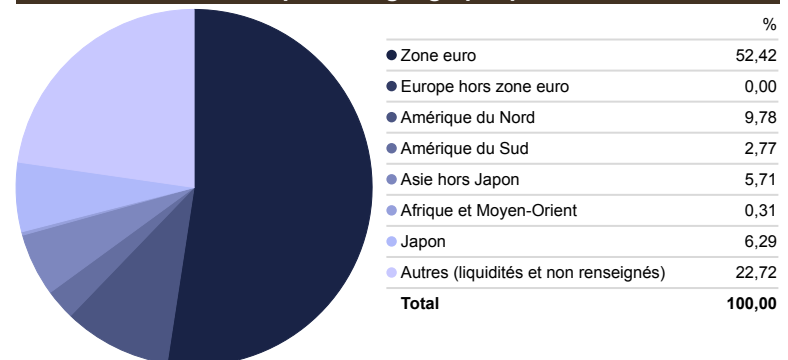 %
Zone euro 52,42
Europe hors zone euro 0,00
Amérique du Nord 9,78
Amérique du Sud 2,77
Asie hors Japon 5,71
Afrique et Moyen-Orient 0,31
Japon 6,29
Autres (liquidités et non renseignés) 22,72
Total 100,00